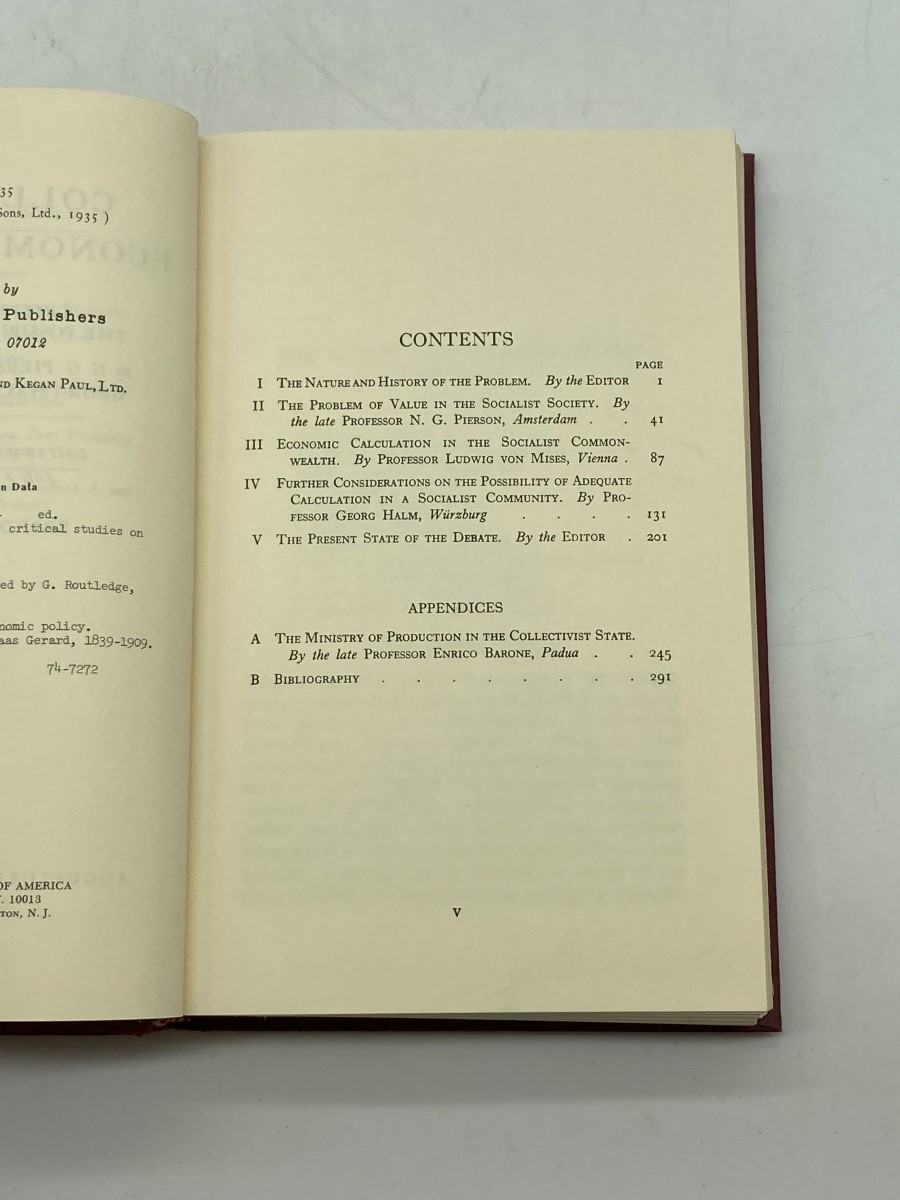 35
Sons, Ltd., 1935 )
by
Publishers
07012
ND KEGAN PAUL, LTD.
n Data
ed.
critical studies on
ed by G. Routledge,
nomic policy.
aas Gerard, 1839-1909.
74-7272
OF AMERICA
. 10013
TON, N. J.
CONTENTS
PAGE
I THE NATURE AND HISTORY OF THE PROBLEM. By the EDITOR 1
II THE PROBLEM OF VALUE IN THE SOCIALIST SOCIETY. By
the late PROFESSOR N. G. PIERSON, Amsterdam . . 41
III ECONOMIC CALCULATION IN THE SOCIALIST COMMON-
WEALTH. By PROFESSOR LUDWIG VON MISES, Vienna . 87
IV FURTHER CONSIDERATIONS ON THE POSSIBILITY OF ADEQUATE
CALCULATION IN A SOCIALIST COMMUNITY. By PRO-
FESSOR GEORG HALM, Würzburg . . . . 131
V THE PRESENT STATE OF THE DEBATE. By the EDITOR . 201
APPENDICES
A THE MINISTRY OF PRODUCTION IN THE COLLECTIVIST STATE.
By the late PROFESSOR ENRICO BARONE, Padua . . 245
B BIBLIOGRAPHY . . . . . . . . 291
V